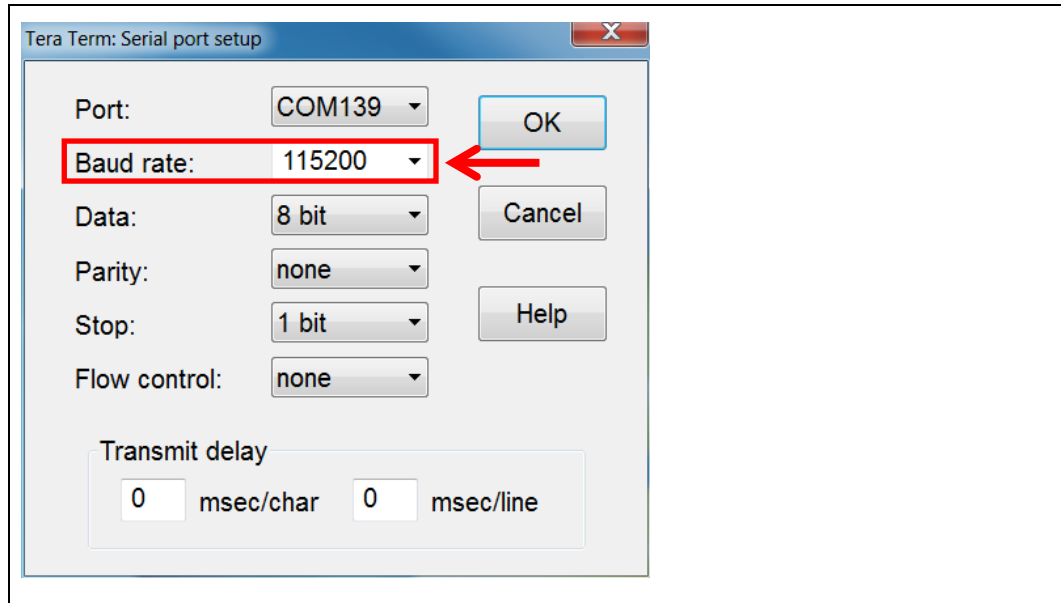 Tera Term: Serial port setup
Port: COM139 OK
Baud rate: 115200
Data: 8 bit Cancel
Parity: none
Stop: 1 bit Help
Flow control: none
Transmit delay
0 msec/char 0 msec/line